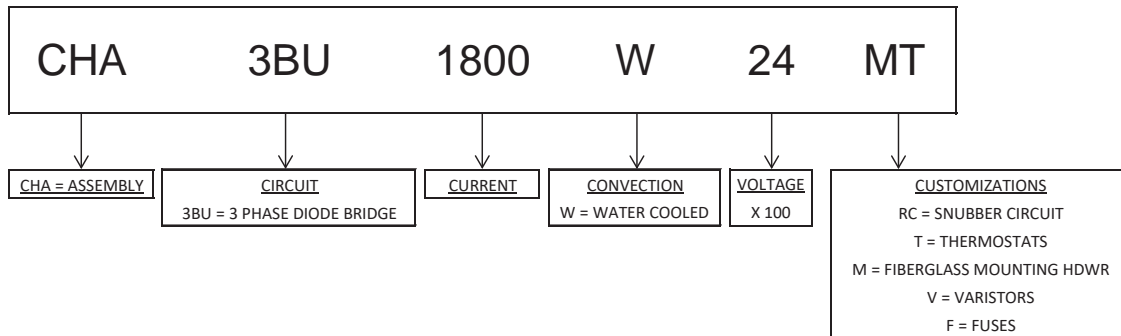 CHA 3BU 1800 W 24 MT
CHA = ASSEMBLY
CIRCUIT
3BU = 3 PHASE DIODE BRIDGE
CURRENT
CONVECTION
W = WATER COOLED
VOLTAGE
X 100
CUSTOMIZATIONS
RC = SNUBBER CIRCUIT
T = THERMOSTATS
M = FIBERGLASS MOUNTING HDWR
V = VARISTORS
F = FUSES